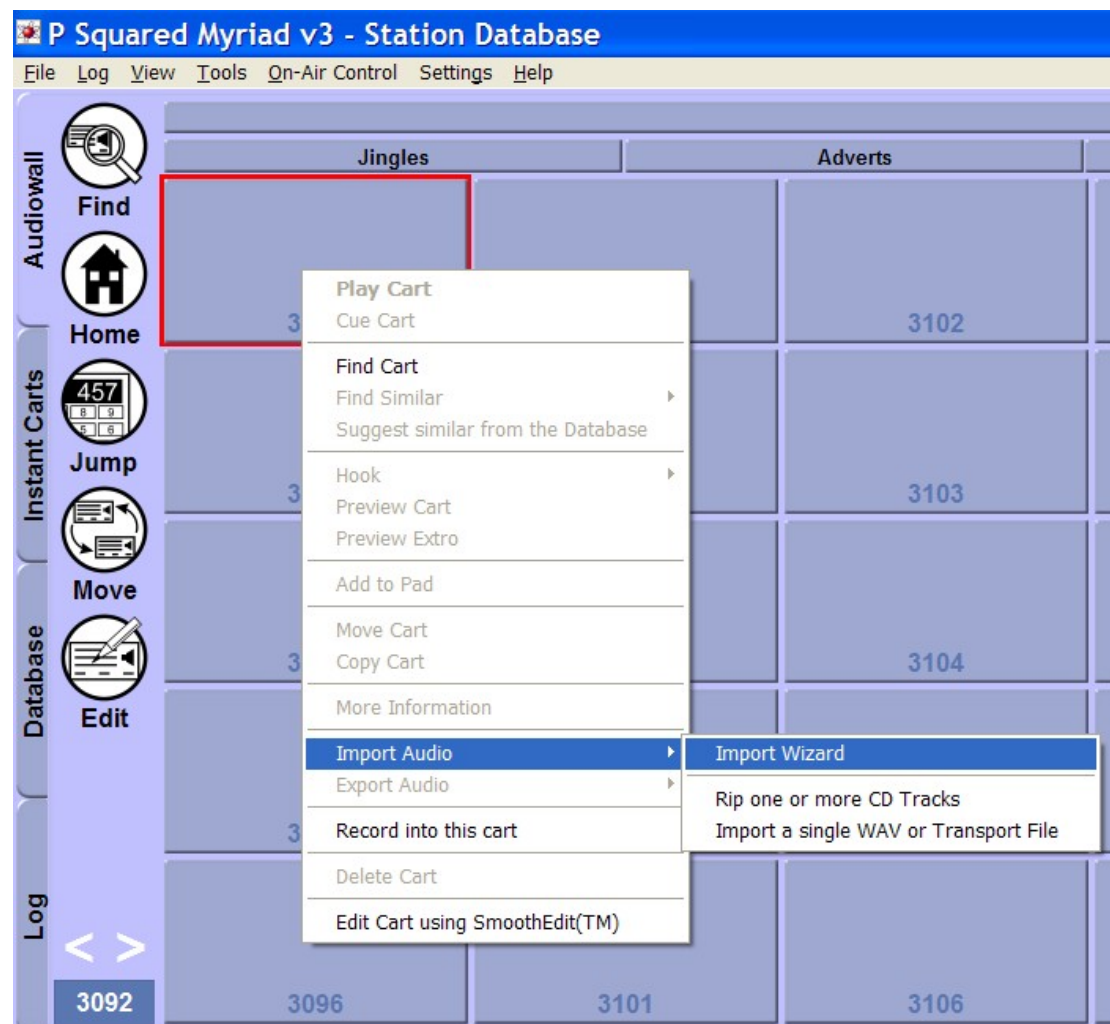 P Squared Myriad v3 - Station Database
File Log View Tools On-Air Control Settings Help
Audiowall
Instant Carts
Database
Log
Find
Home
457
8 9
5 6
Jump
Move
Edit
< >
3092
Jingles Adverts
3 3102
3 3103
3 3104
3
3096 3101 3106
Play Cart
Cue Cart
Find Cart
Find Similar
Suggest similar from the Database
Hook
Preview Cart
Preview Extro
Add to Pad
Move Cart
Copy Cart
More Information
Import Audio
Export Audio
Record into this cart
Delete Cart
Edit Cart using SmoothEdit(TM)
Import Wizard
Rip one or more CD Tracks
Import a single WAV or Transport File